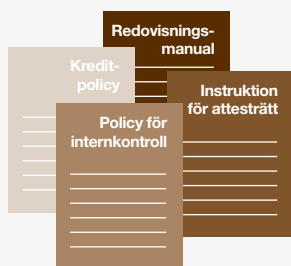 Redovisnings-
manual
Kredit-
policy
Instruktion
för attesträtt
Policy för
internkontroll